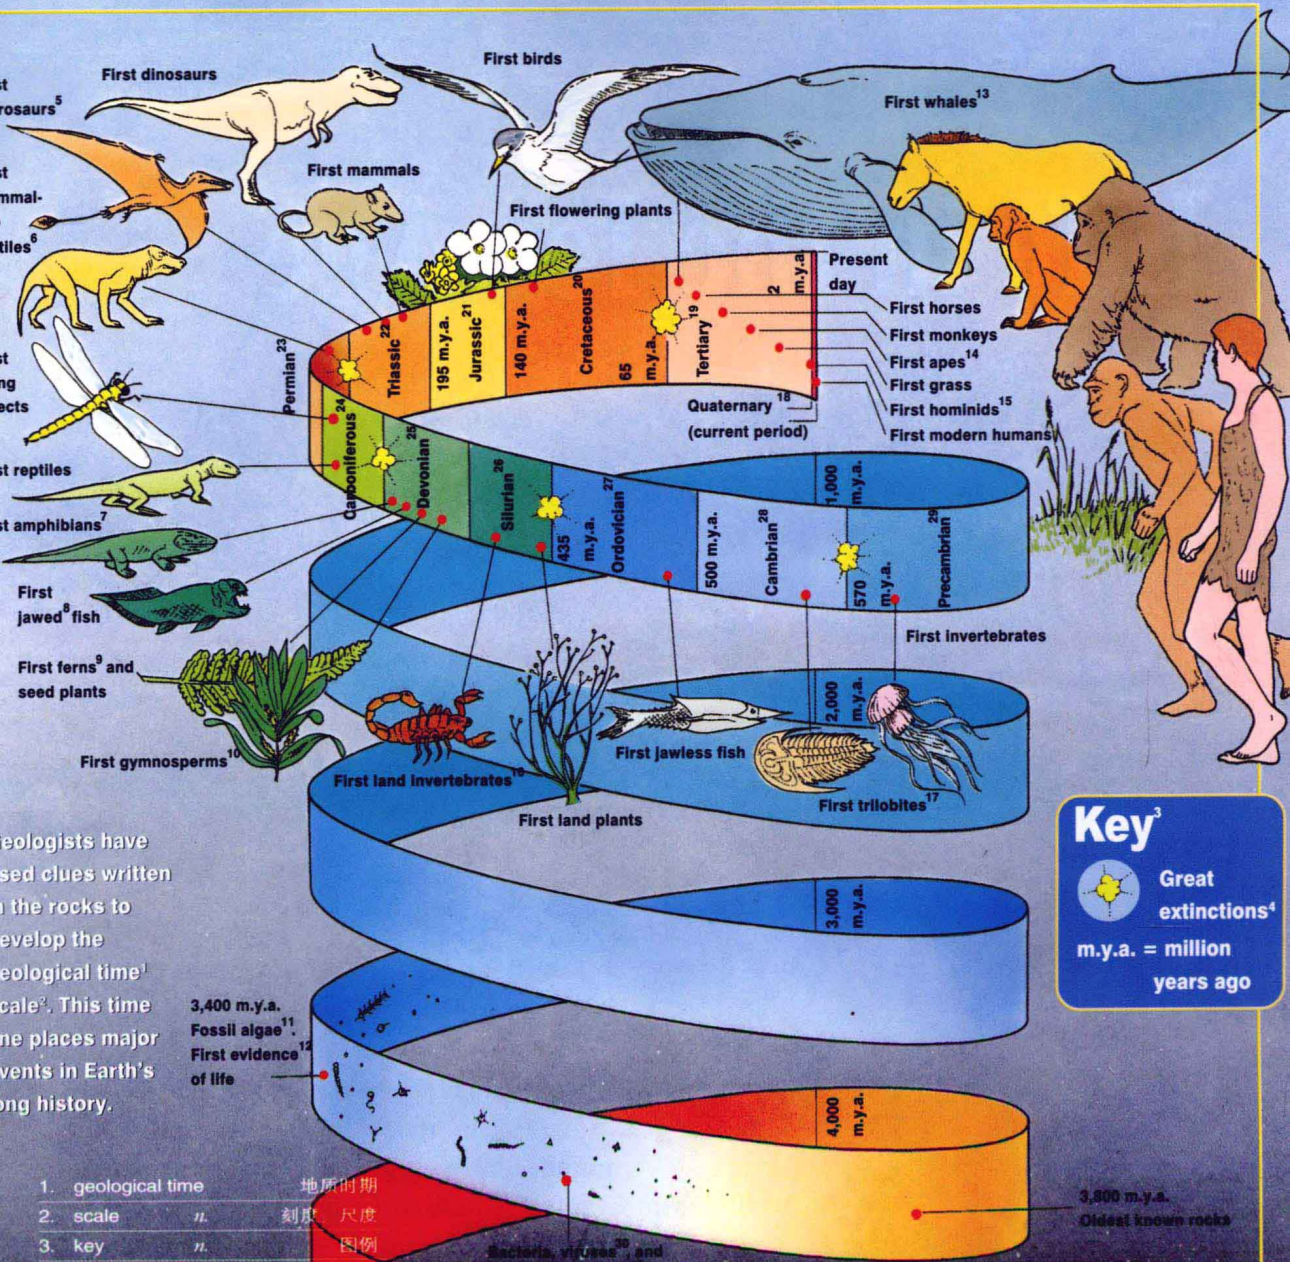 First dinosaurs
First birds
First whales13
First mammals
First flowering plants
Present
day
First horses
First monkeys
First apes14
First grass
First hominids15
First modern humans
Quaternary18
(current period)
2 m.y.a.
Tertiary19
65 m.y.a.
Cretaceous20
140 m.y.a.
Jurassic21
195 m.y.a.
Triassic22
Permian23
Carboniferous24
Devonian25
Silurian26
435 m.y.a.
Ordovician27
500 m.y.a.
Cambrian28
570 m.y.a.
Precambrian29
1,000 m.y.a.
rosaurs5
mmal-
tiles6
ects
reptiles
amphibians7
First
jawed8 fish
First ferns9 and
seed plants
First gymnosperms10
First land invertebrates16
First land plants
First jawless fish
First trilobites17
First invertebrates
2,000 m.y.a.
3,000 m.y.a.
4,000 m.y.a.
eologists have
sed clues written
n the rocks to
evelop the
eological time1
cale2. This time
ne places major
vents in Earth's
ong history.
3,400 m.y.a.
Fossil algae11.
First evidence12
of life
Key3
Great
extinctions4
m.y.a. = million
years ago
3,800 m.y.a.
Oldest known rocks
Bacteria, viruses30, and
1. geological time 地质时期
2. scale n. 刻度 尺度
3. key n. 图例